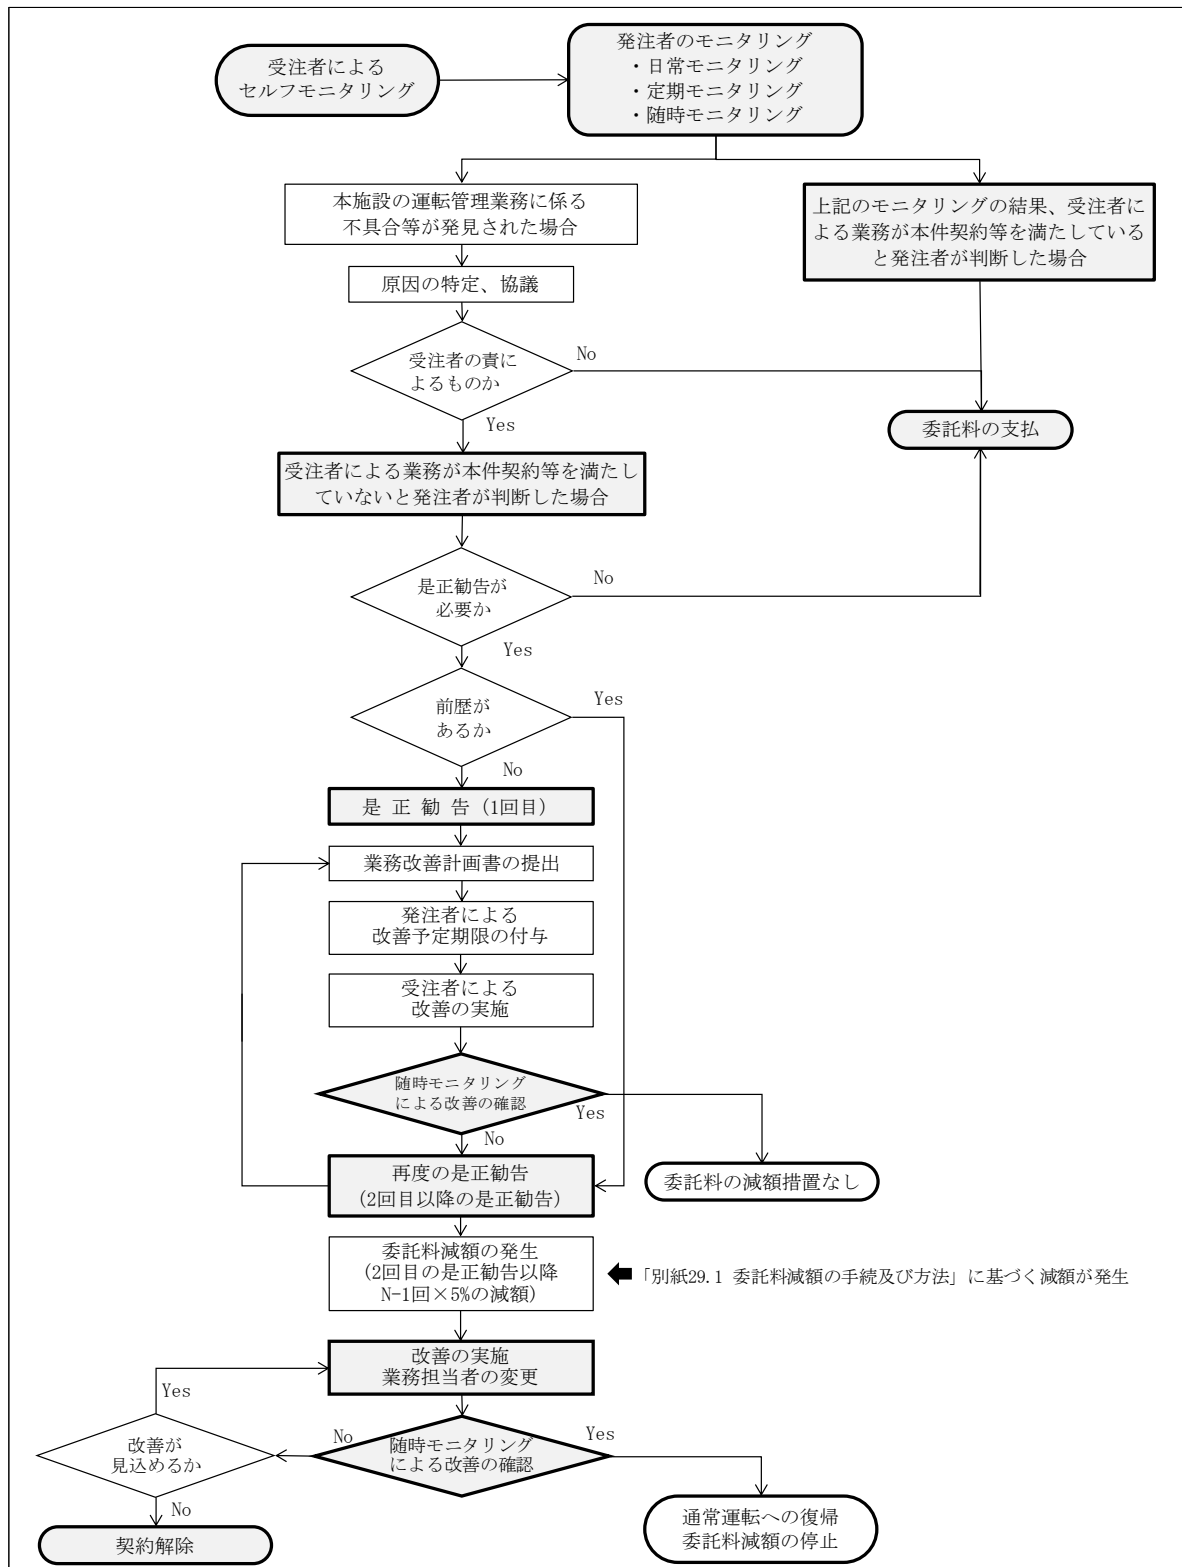 受注者による
セルフモニタリング
発注者のモニタリング
・日常モニタリング
・定期モニタリング
・随時モニタリング
本施設の運転管理業務に係る
不具合等が発見された場合
上記のモニタリングの結果、受注者に
よる業務が本件契約等を満たしている
と発注者が判断した場合
原因の特定、協議
受注者の責に
よるものか
No
Yes
委託料の支払
受注者による業務が本件契約等を満たし
ていないと発注者が判断した場合
是正勧告が
必要か
No
Yes
前歴が
あるか
Yes
No
是 正 勧 告 (1回目)
業務改善計画書の提出
発注者による
改善予定期限の付与
受注者による
改善の実施
随時モニタリング
による改善の確認
Yes
No
再度の是正勧告
(2回目以降の是正勧告)
委託料の減額措置なし
委託料減額の発生
(2回目の是正勧告以降
N-1回×5%の減額)
「別紙29.1 委託料減額の手続及び方法」に基づく減額が発生
改善の実施
業務担当者の変更
Yes
改善が
見込めるか
No
随時モニタリング
による改善の確認
Yes
No
契約解除
通常運転への復帰
委託料減額の停止